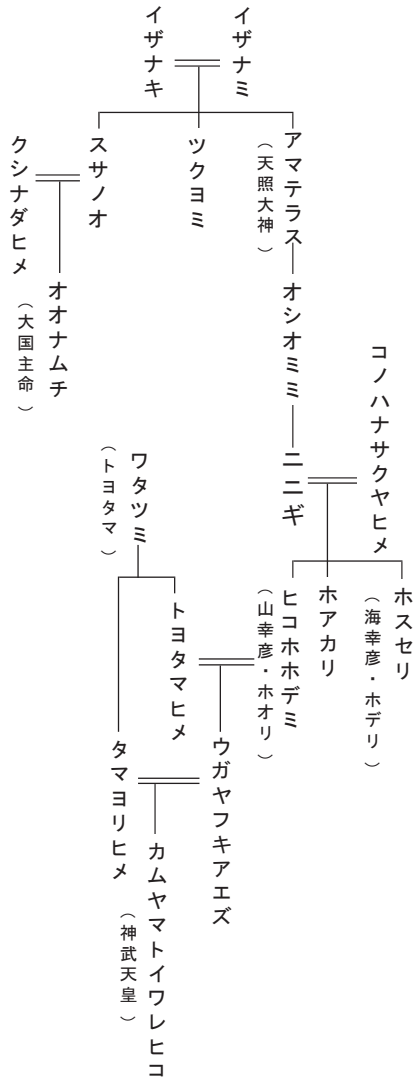 イザナミ
イザナキ
アマテラス
（天照大神）
ツクヨミ
スサノオ
クシナダヒメ
オオナムチ
（大国主命）
オシオミミ
コノハナサクヤヒメ
ニニギ
ホスセリ
（海幸彦・ホデリ）
ホアカリ
ヒコホホデミ
（山幸彦・ホオリ）
ワタツミ
（トヨタマ）
トヨタマヒメ
タマヨリヒメ
ウガヤフキアエズ
カムヤマトイワレヒコ
（神武天皇）